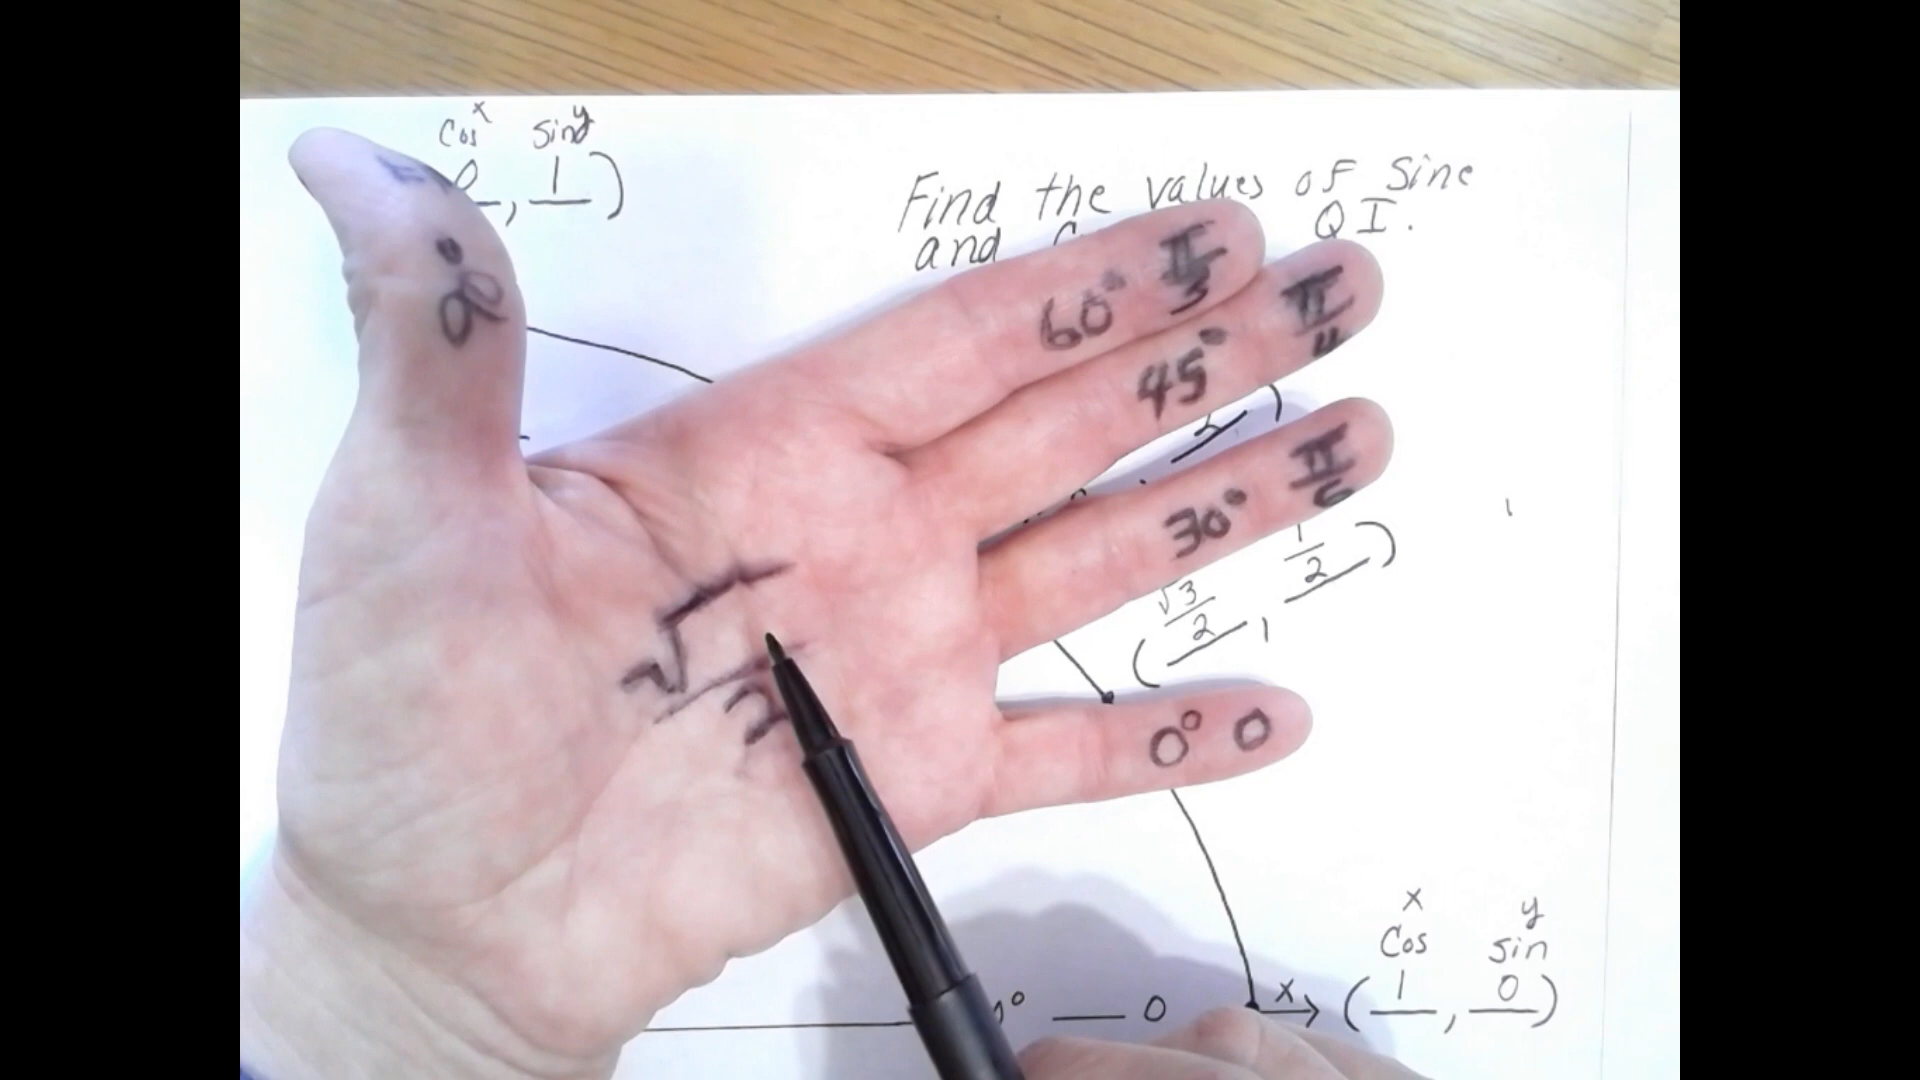 x y
Cos sin
0, 1)
Find the values of Sine
and QI.
90°
60° π/3
45° π/4
30° π/6
0° 0
√ /2
2 )
(√3/2, 1/2)
x y
Cos sin
x → (1, 0)
° — 0